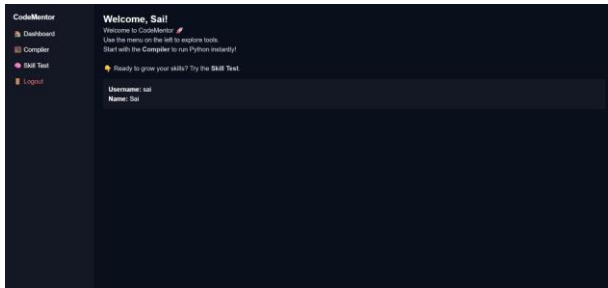 CodeMentor
Dashboard
Compiler
Skill Test
Logout
Welcome, Sai!
Welcome to CodeMentor 🚀
Use the menu on the left to explore tools.
Start with the Compiler to run Python instantly!
👇 Ready to grow your skills? Try the Skill Test.
Username: sai
Name: Sai